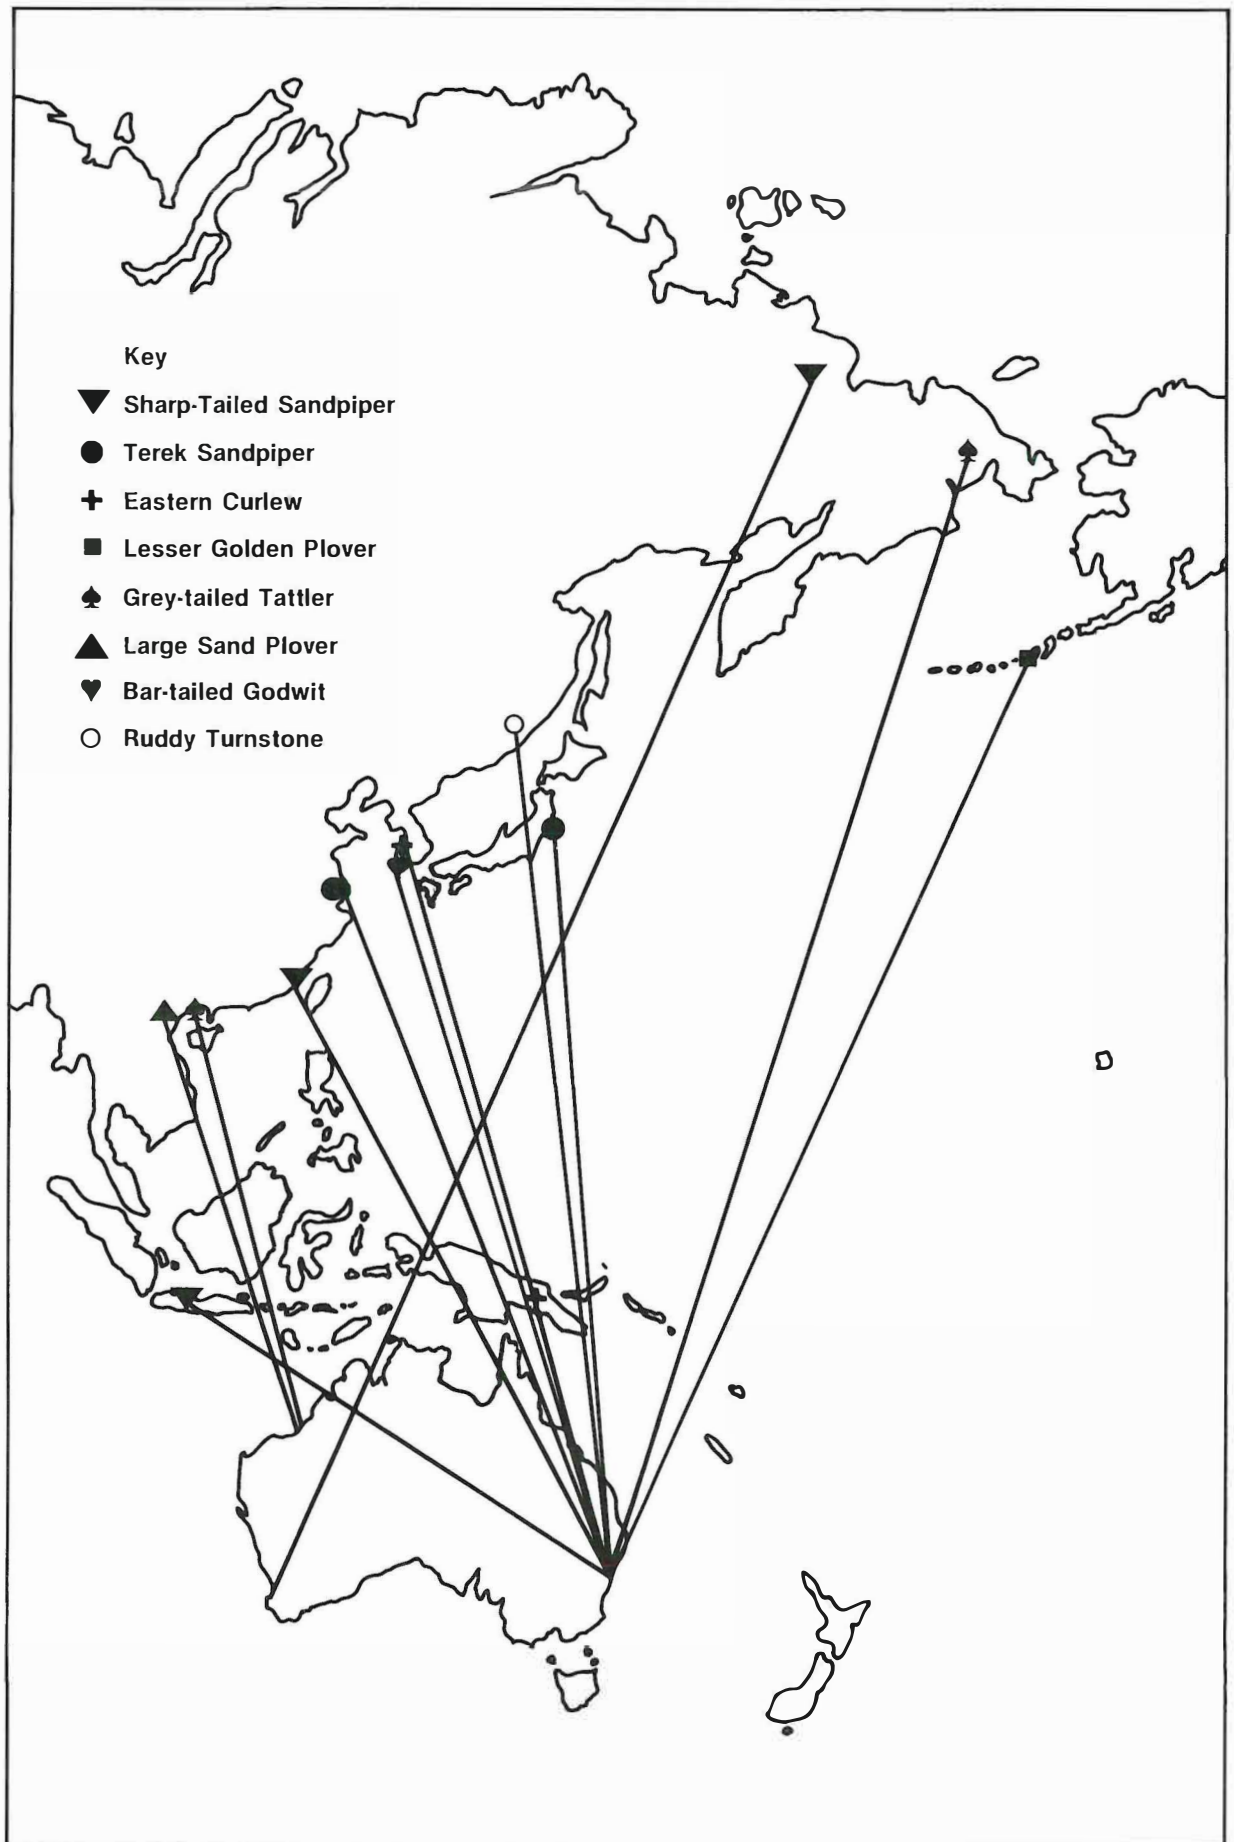 Key
Sharp-Tailed Sandpiper
Terek Sandpiper
Eastern Curlew
Lesser Golden Plover
Grey-tailed Tattler
Large Sand Plover
Bar-tailed Godwit
Ruddy Turnstone